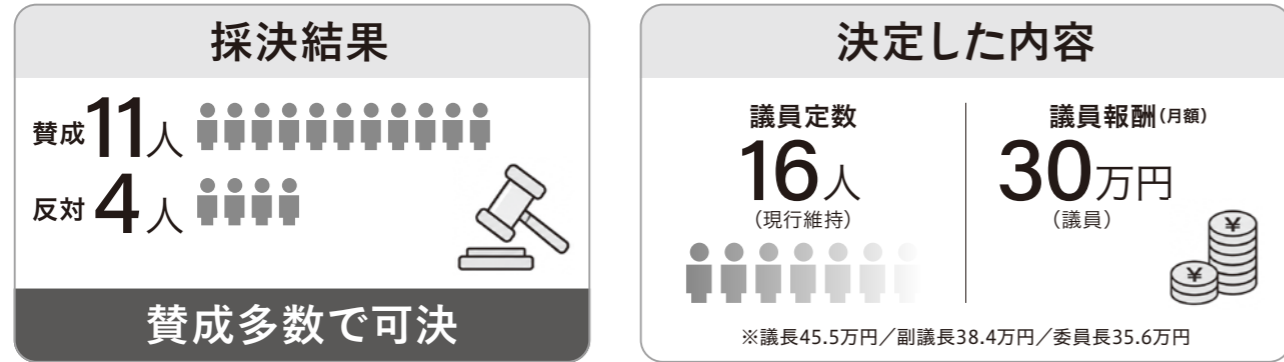 採決結果
賛成11人
反対4人
賛成多数で可決
決定した内容
議員定数
16人
（現行維持）
議員報酬(月額)
30万円
（議員）
¥
¥
※議長45.5万円／副議長38.4万円／委員長35.6万円